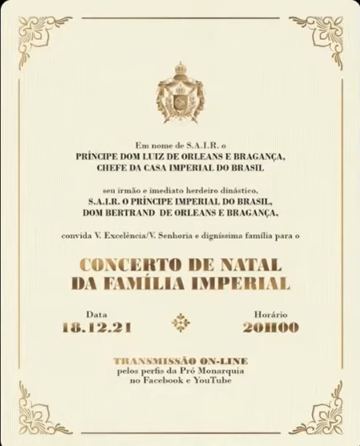 Em nome de S.A.I.R. o
PRÍNCIPE DOM LUIZ DE ORLEANS E BRAGANÇA,
CHEFE DA CASA IMPERIAL DO BRASIL
seu irmão e imediato herdeiro dinástico,
S.A.I.R. O PRÍNCIPE IMPERIAL DO BRASIL,
DOM BERTRAND DE ORLEANS E BRAGANÇA,
convida V. Excelência/V. Senhoria e digníssima família para o
CONCERTO DE NATAL
DA FAMÍLIA IMPERIAL
Data
18.12.21
Horário
20H00
TRANSMISSÃO ON-LINE
pelos perfis da Pró Monarquia
no Facebook e YouTube